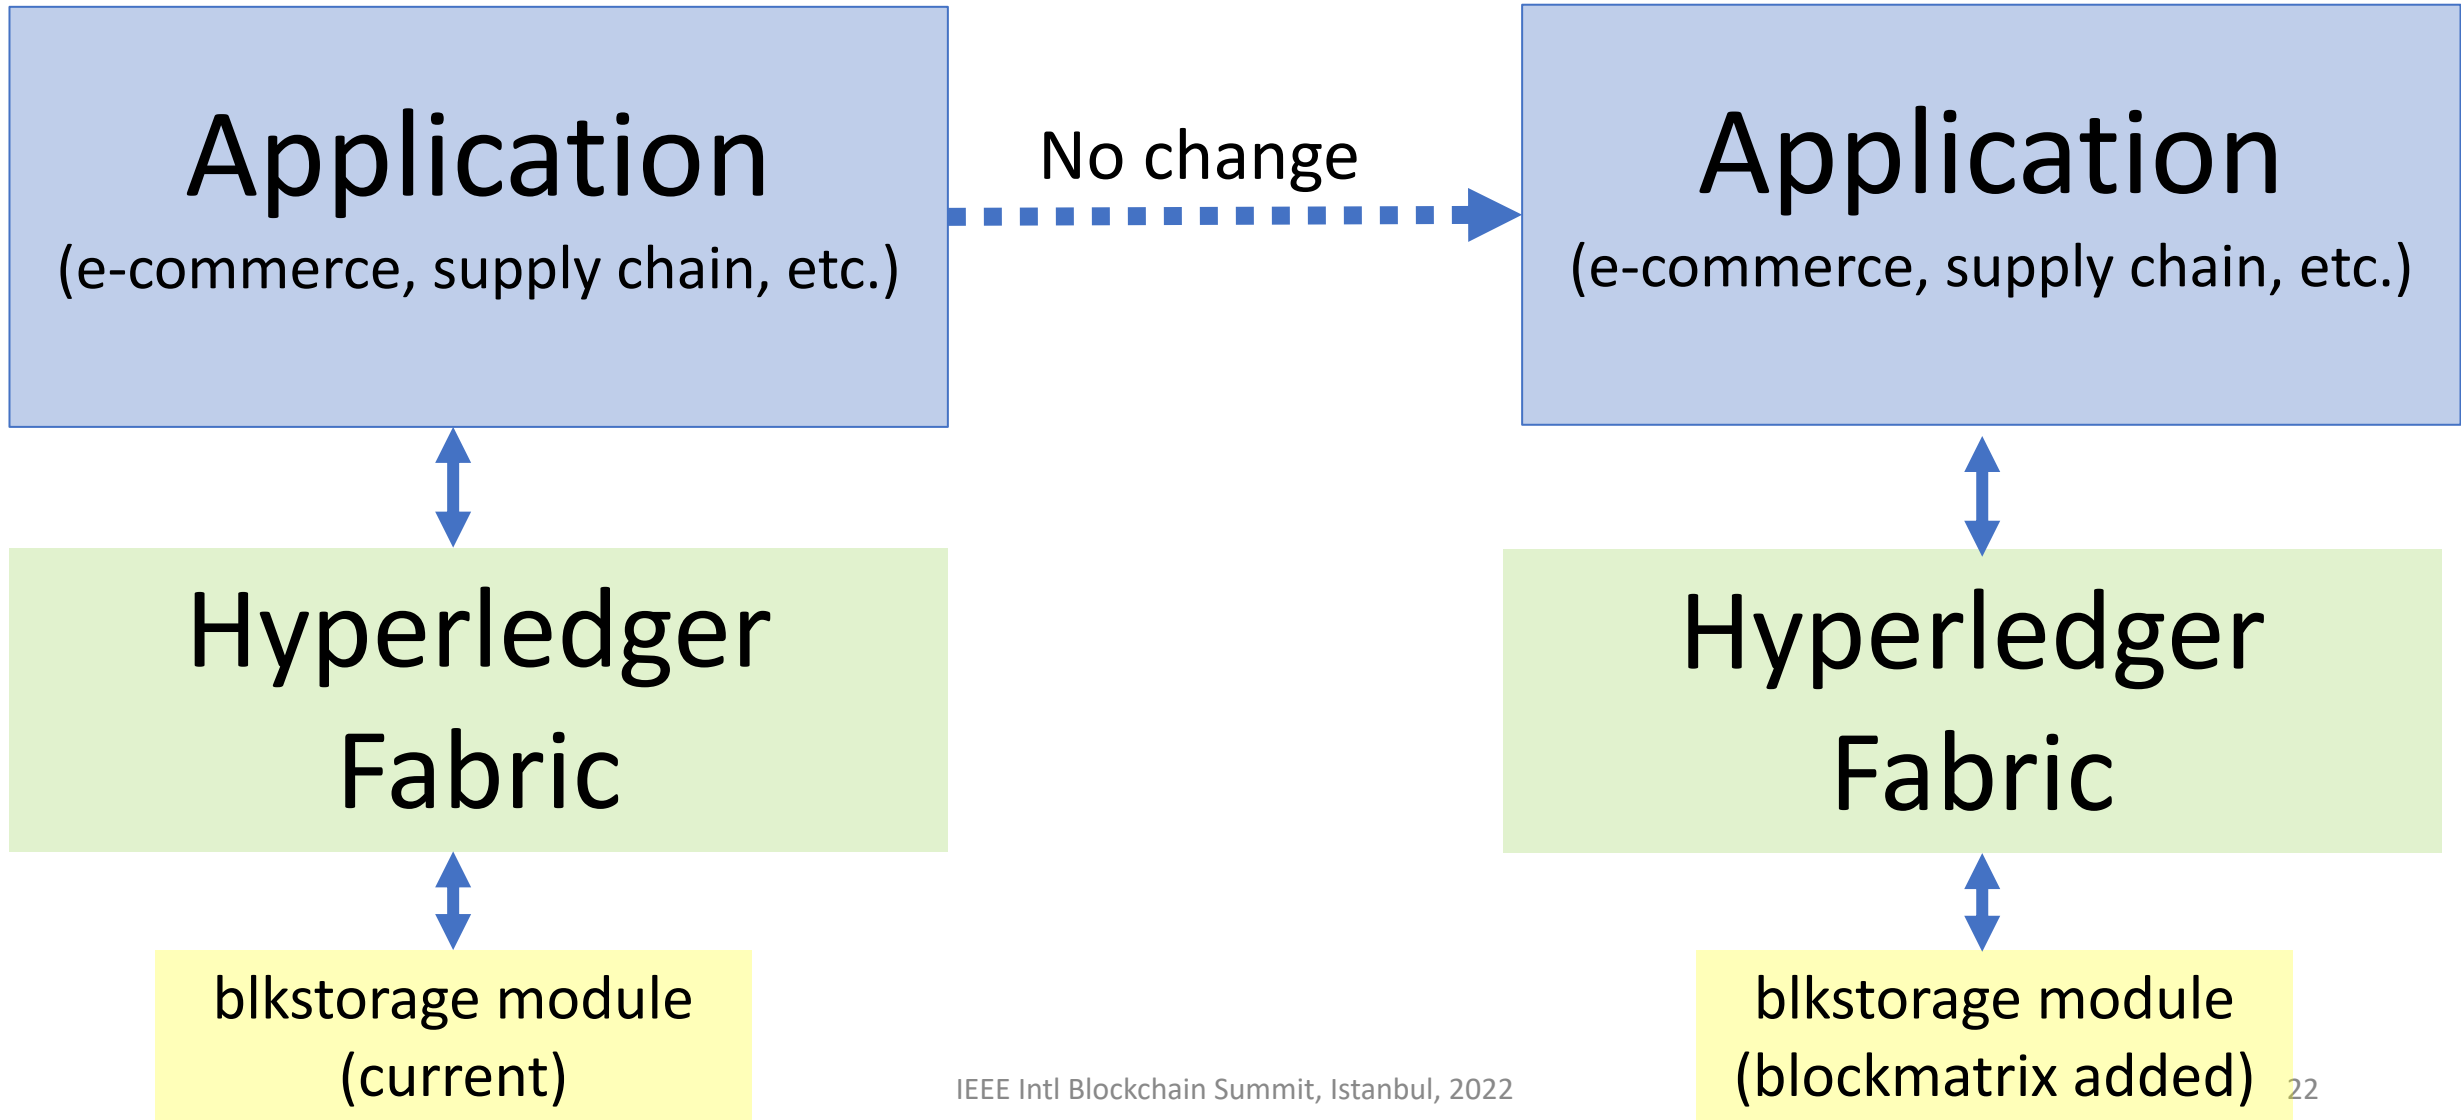 Application
(e-commerce, supply chain, etc.)
No change
Application
(e-commerce, supply chain, etc.)
Hyperledger
Fabric
Hyperledger
Fabric
blkstorage module
(current)
blkstorage module
(blockmatrix added)
IEEE Intl Blockchain Summit, Istanbul, 2022
22